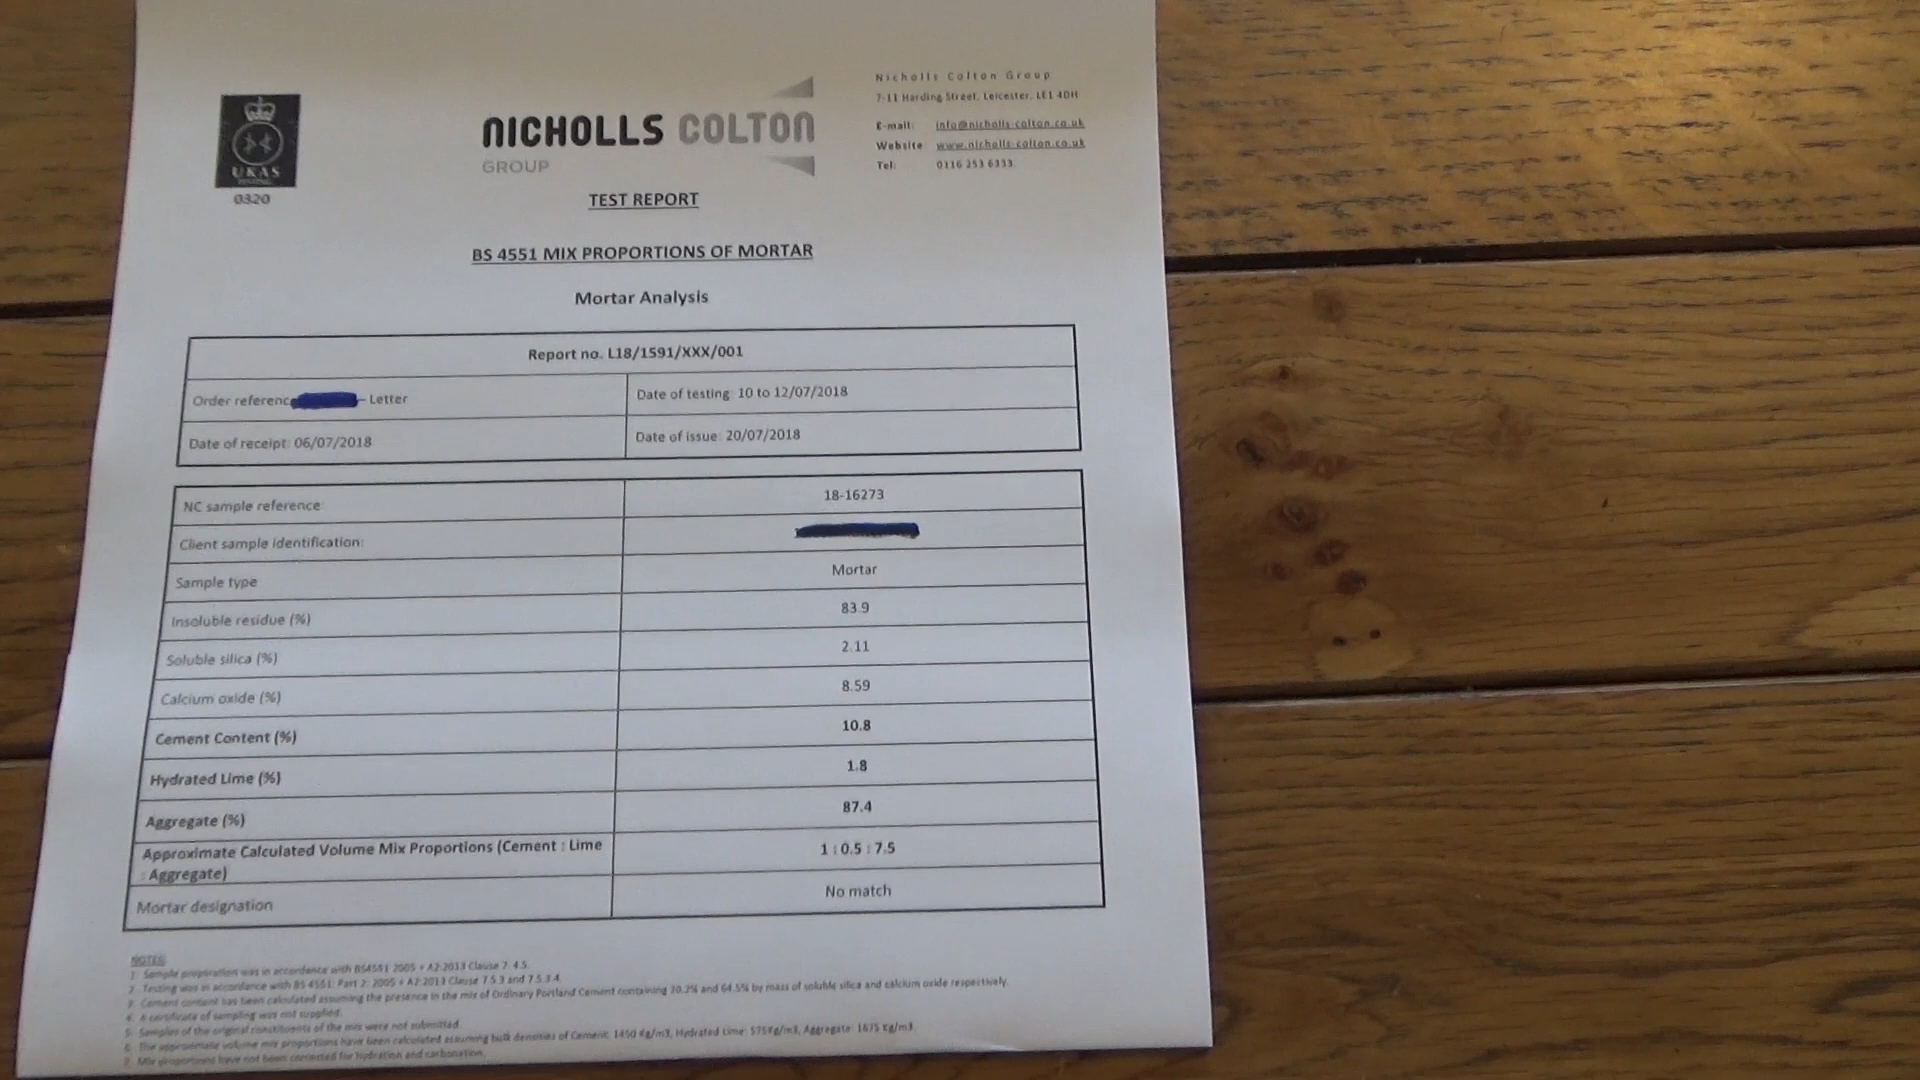 Nicholls Colton Group
7-11 Harding Street, Leicester, LE1 4DH
NICHOLLS COLTON
GROUP
E-mail: info@nicholls-colton.co.uk
Website www.nicholls-colton.co.uk
Tel: 0116 253 6333
UKAS
0320
TEST REPORT
BS 4551 MIX PROPORTIONS OF MORTAR
Mortar Analysis
Report no. L18/1591/XXX/001
Order referenc – Letter
Date of testing: 10 to 12/07/2018
Date of receipt: 06/07/2018
Date of issue: 20/07/2018
NC sample reference 18-16273
Client sample identification:
Sample type Mortar
Insoluble residue (%) 83.9
Soluble silica (%) 2.11
Calcium oxide (%) 8.59
Cement Content (%) 10.8
Hydrated Lime (%) 1.8
Aggregate (%) 87.4
Approximate Calculated Volume Mix Proportions (Cement : Lime
: Aggregate) 1 : 0.5 : 7.5
Mortar designation No match
NOTES:
1. Sample preparation was in accordance with BS4551 2005 + A2:2013 Clause 7.4.5.
2. Testing was in accordance with BS 4551: Part 2: 2005 + A2:2013 Clause 7.5.3 and 7.5.3.4.
3. Cement content has been calculated assuming the presence in the mix of Ordinary Portland Cement containing 20.2% and 64.5% by mass of soluble silica and calcium oxide respectively.
4. A certificate of sampling was not supplied.
5. Samples of the original constituents of the mix were not submitted.
6. The approximate volume mix proportions have been calculated assuming bulk densities of Cement: 1450 Kg/m3, Hydrated Lime: 575Kg/m3, Aggregate: 1675 Kg/m3.
7. Mix proportions have not been corrected for hydration and carbonation.